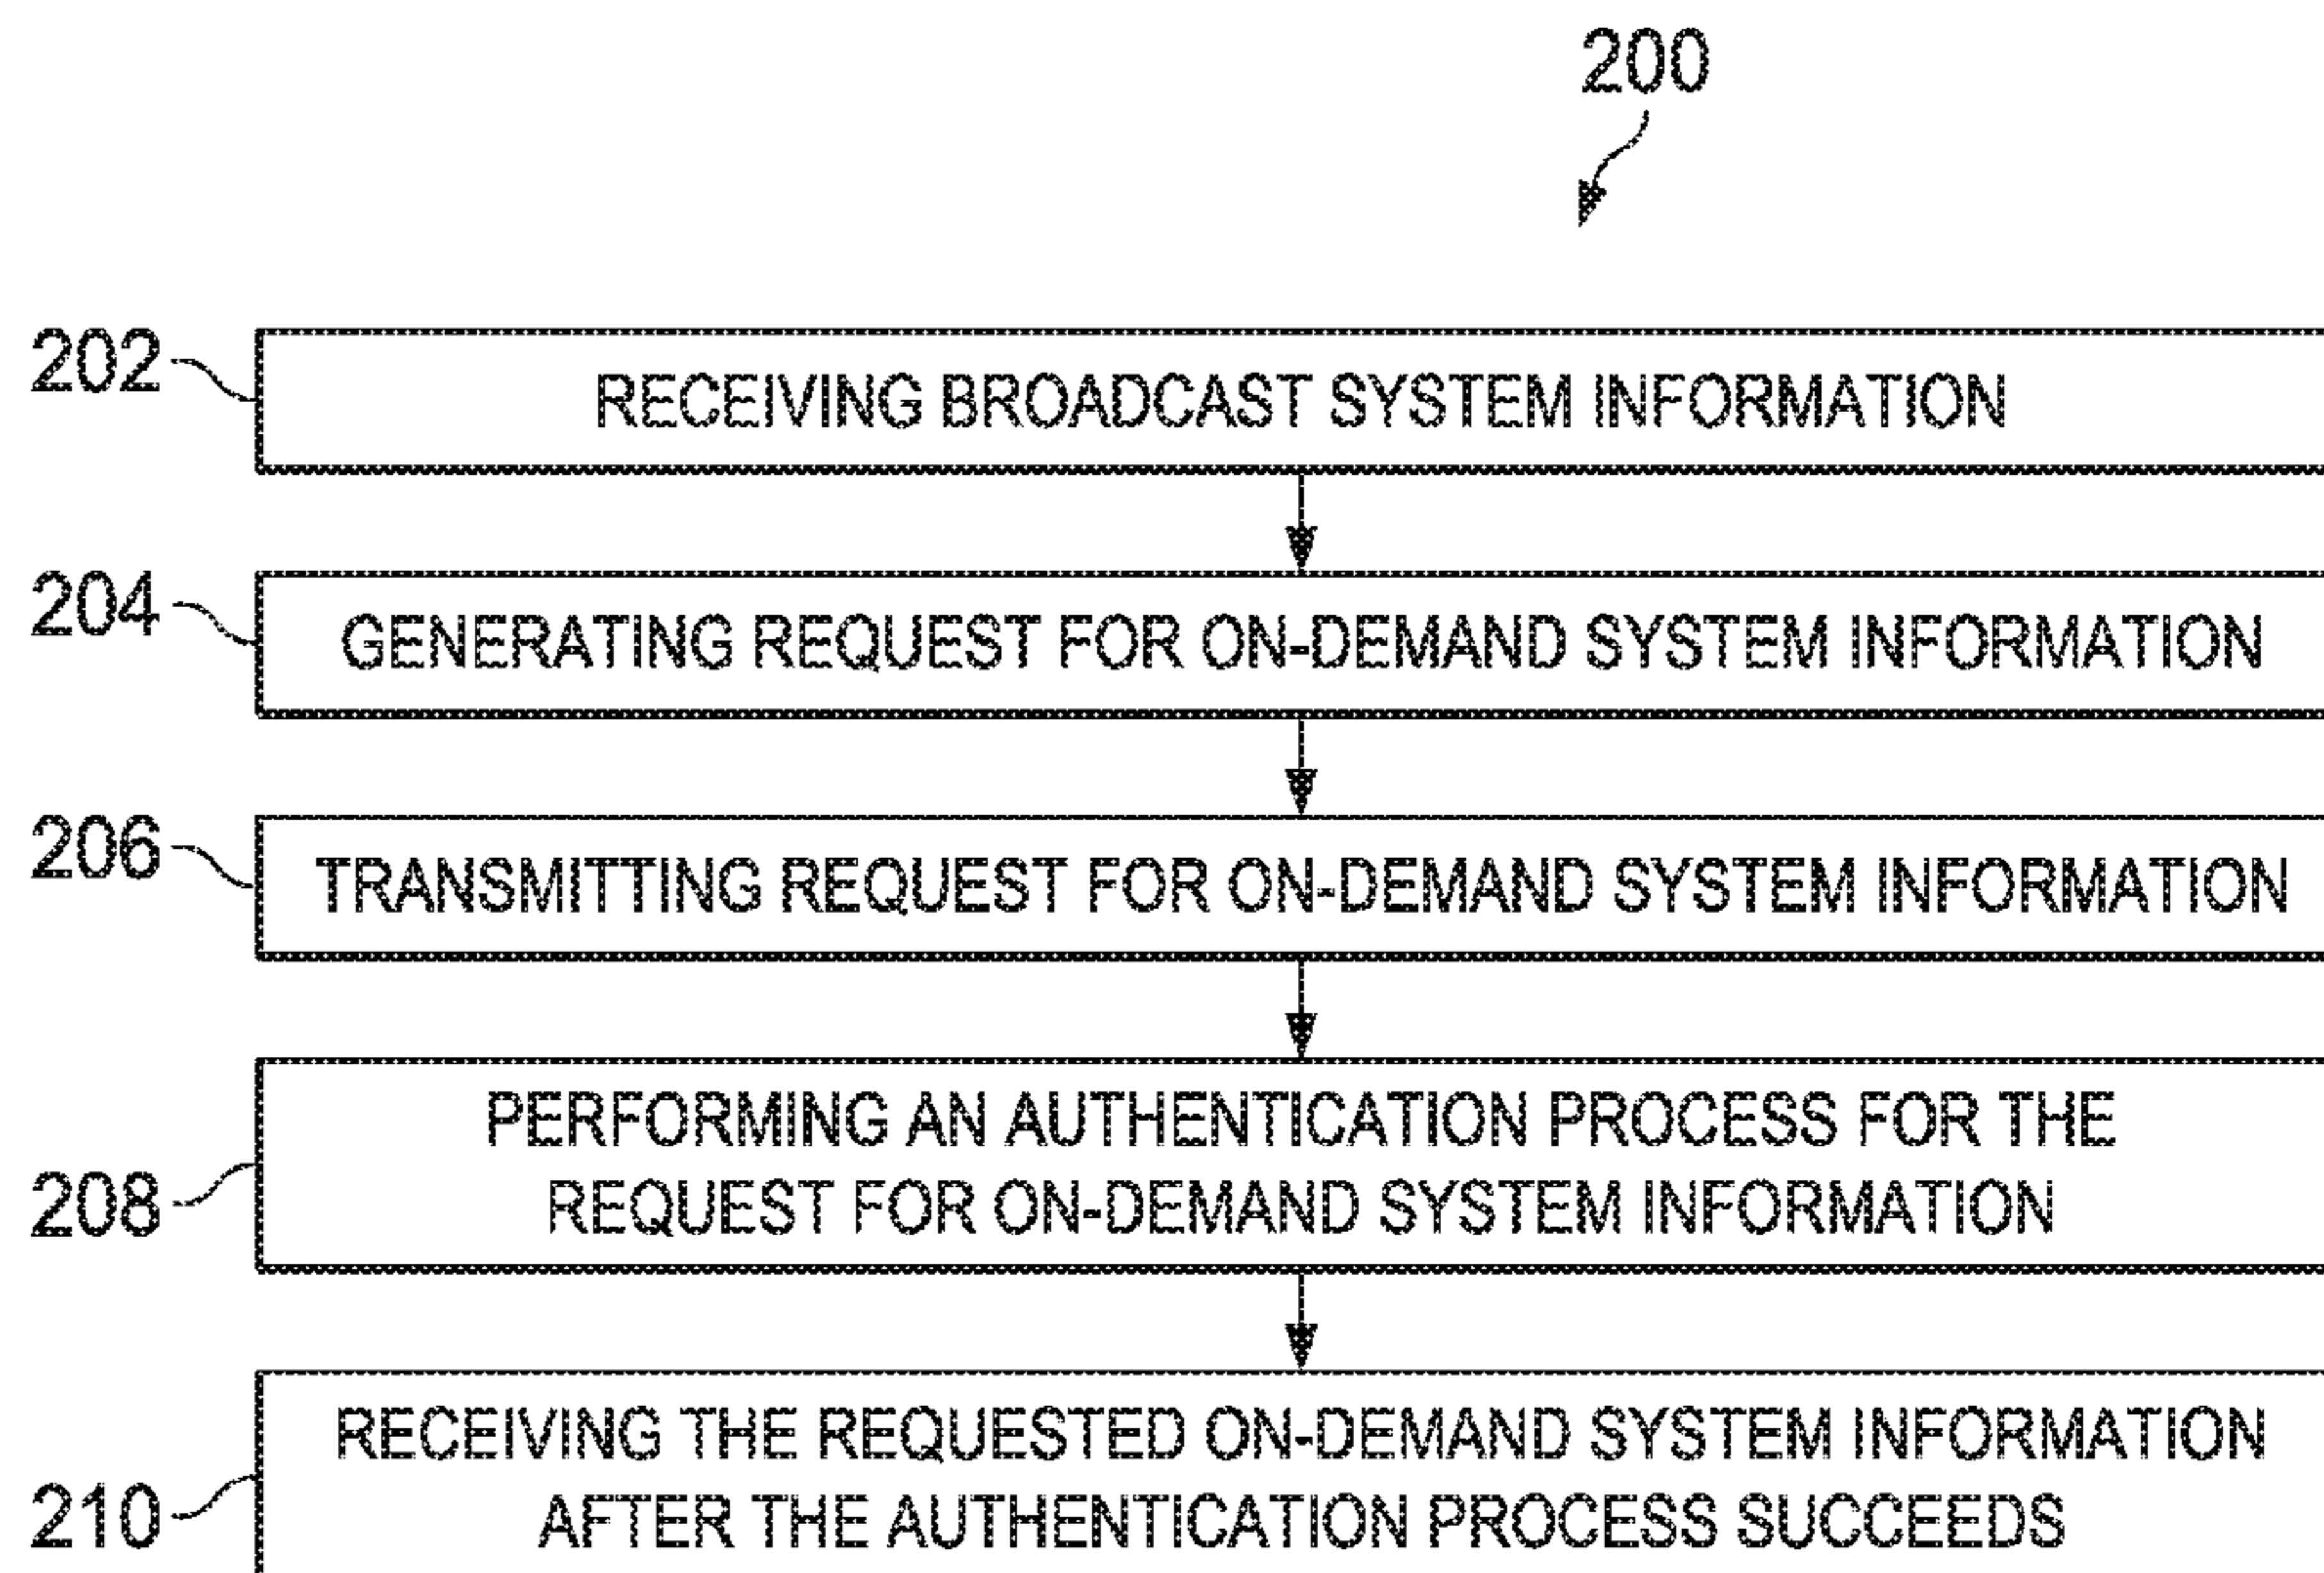 200
202
RECEIVING BROADCAST SYSTEM INFORMATION
204
GENERATING REQUEST FOR ON-DEMAND SYSTEM INFORMATION
206
TRANSMITTING REQUEST FOR ON-DEMAND SYSTEM INFORMATION
208
PERFORMING AN AUTHENTICATION PROCESS FOR THE
REQUEST FOR ON-DEMAND SYSTEM INFORMATION
210
RECEIVING THE REQUESTED ON-DEMAND SYSTEM INFORMATION
AFTER THE AUTHENTICATION PROCESS SUCCEEDS